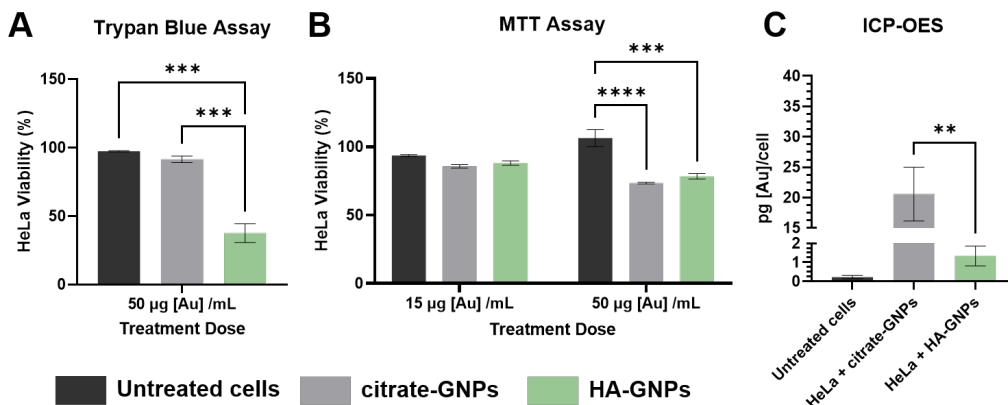 A
Trypan Blue Assay
***
***
HeLa Viability (%)
150
100
50
0
50 µg [Au] /mL
Treatment Dose
B
MTT Assay
***
****
HeLa Viability (%)
150
100
50
0
15 µg [Au] /mL
50 µg [Au] /mL
Treatment Dose
C
ICP-OES
**
pg [Au]/cell
40
35
30
25
20
15
2
1
0
Untreated cells
HeLa + citrate-GNPs
HeLa + HA-GNPs
Untreated cells
citrate-GNPs
HA-GNPs